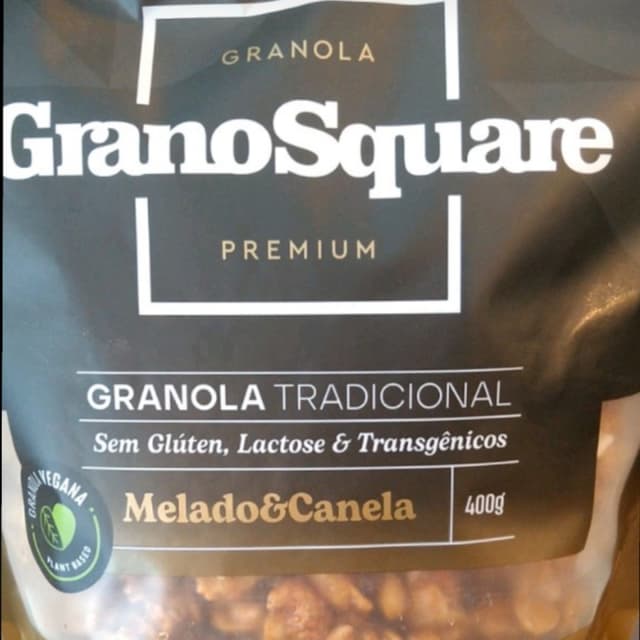 GRANOLA
GranoSquare
PREMIUM
GRANOLA TRADICIONAL
Sem Glúten, Lactose & Transgênicos
Melado&Canela
400g
GRANOLA VEGANA
PLANT BASED